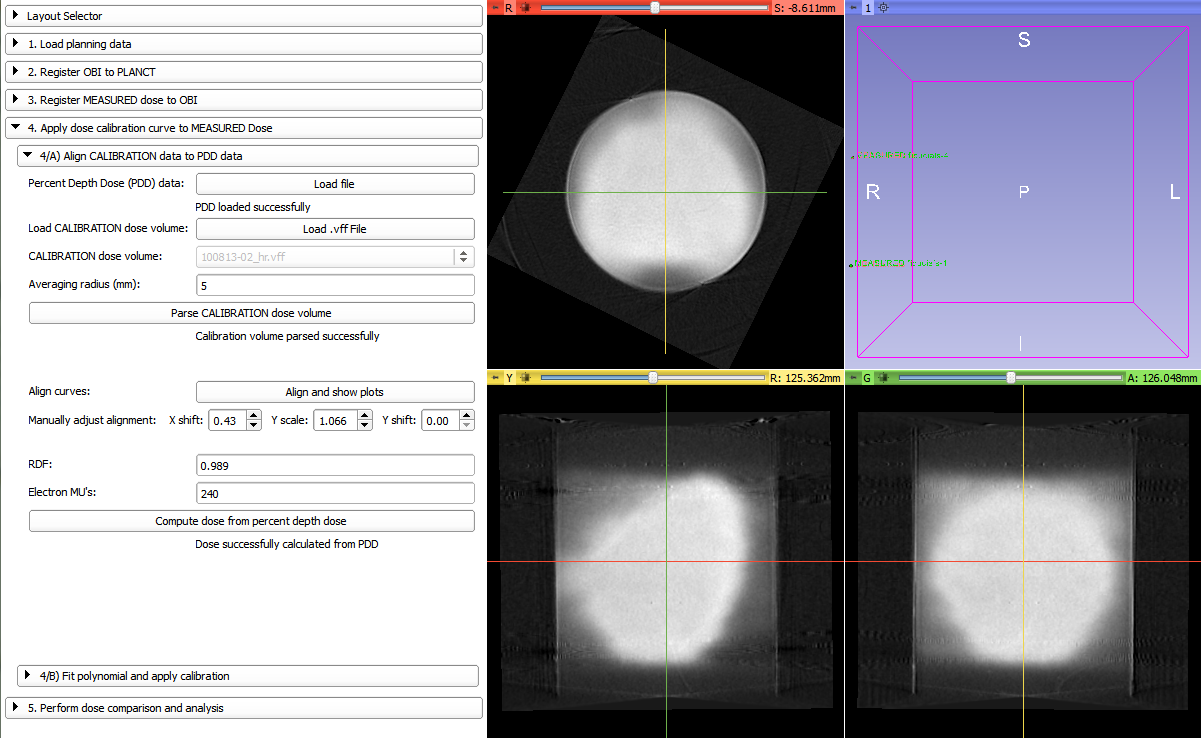 Layout Selector
1. Load planning data
2. Register OBI to PLANCT
3. Register MEASURED dose to OBI
4. Apply dose calibration curve to MEASURED Dose
4/A) Align CALIBRATION data to PDD data
Percent Depth Dose (PDD) data: Load file
PDD loaded successfully
Load CALIBRATION dose volume: Load .vff File
CALIBRATION dose volume: 100813-02_hr.vff
Averaging radius (mm): 5
Parse CALIBRATION dose volume
Calibration volume parsed successfully
Align curves: Align and show plots
Manually adjust alignment: X shift: 0.43 Y scale: 1.066 Y shift: 0.00
RDF: 0.989
Electron MU's: 240
Compute dose from percent depth dose
Dose successfully calculated from PDD
4/B) Fit polynomial and apply calibration
5. Perform dose comparison and analysis
R S: -8.611mm
1
S
MEASURED
R P L
MEASURED
I
Y R: 125.362mm
G A: 126.048mm